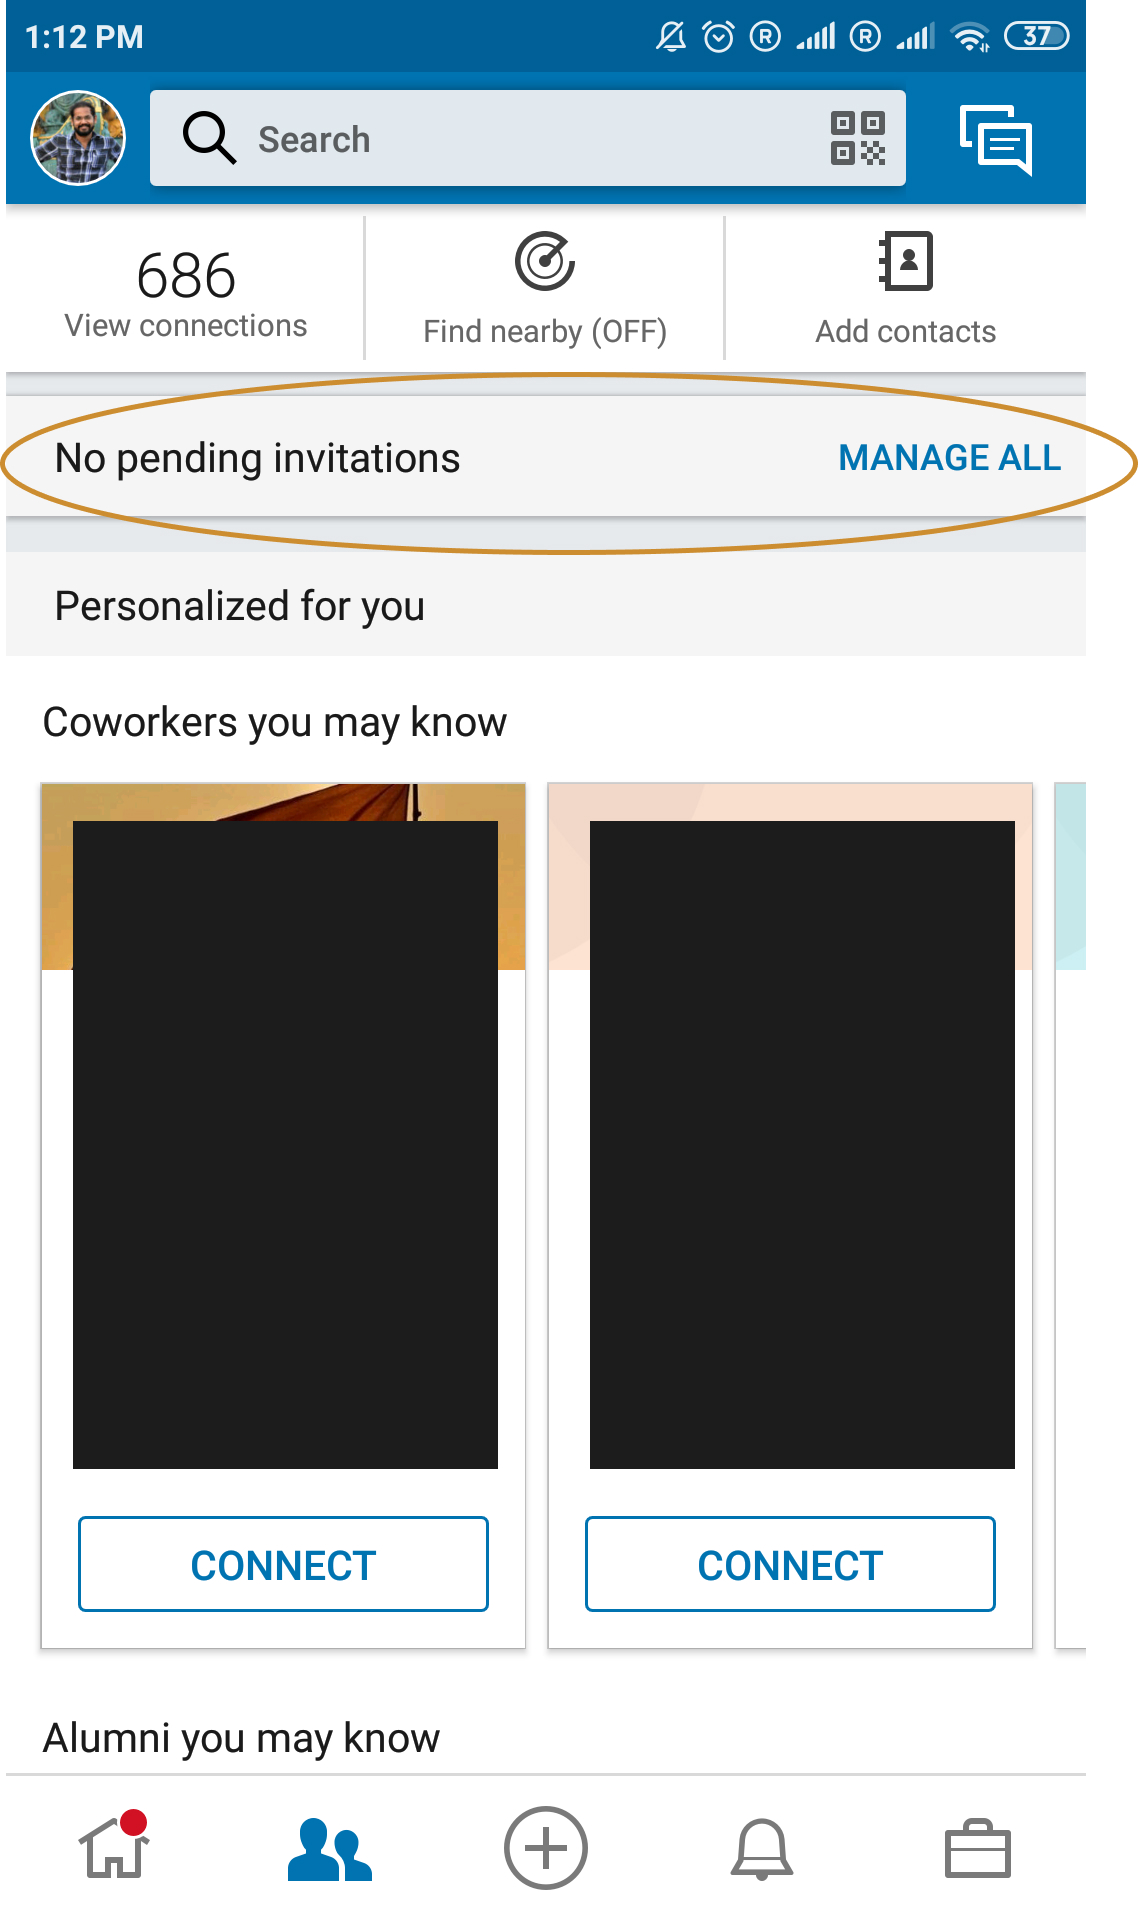 1:12 PM
R
R
37
Search
686
View connections
Find nearby (OFF)
Add contacts
No pending invitations
MANAGE ALL
Personalized for you
Coworkers you may know
CONNECT
CONNECT
Alumni you may know